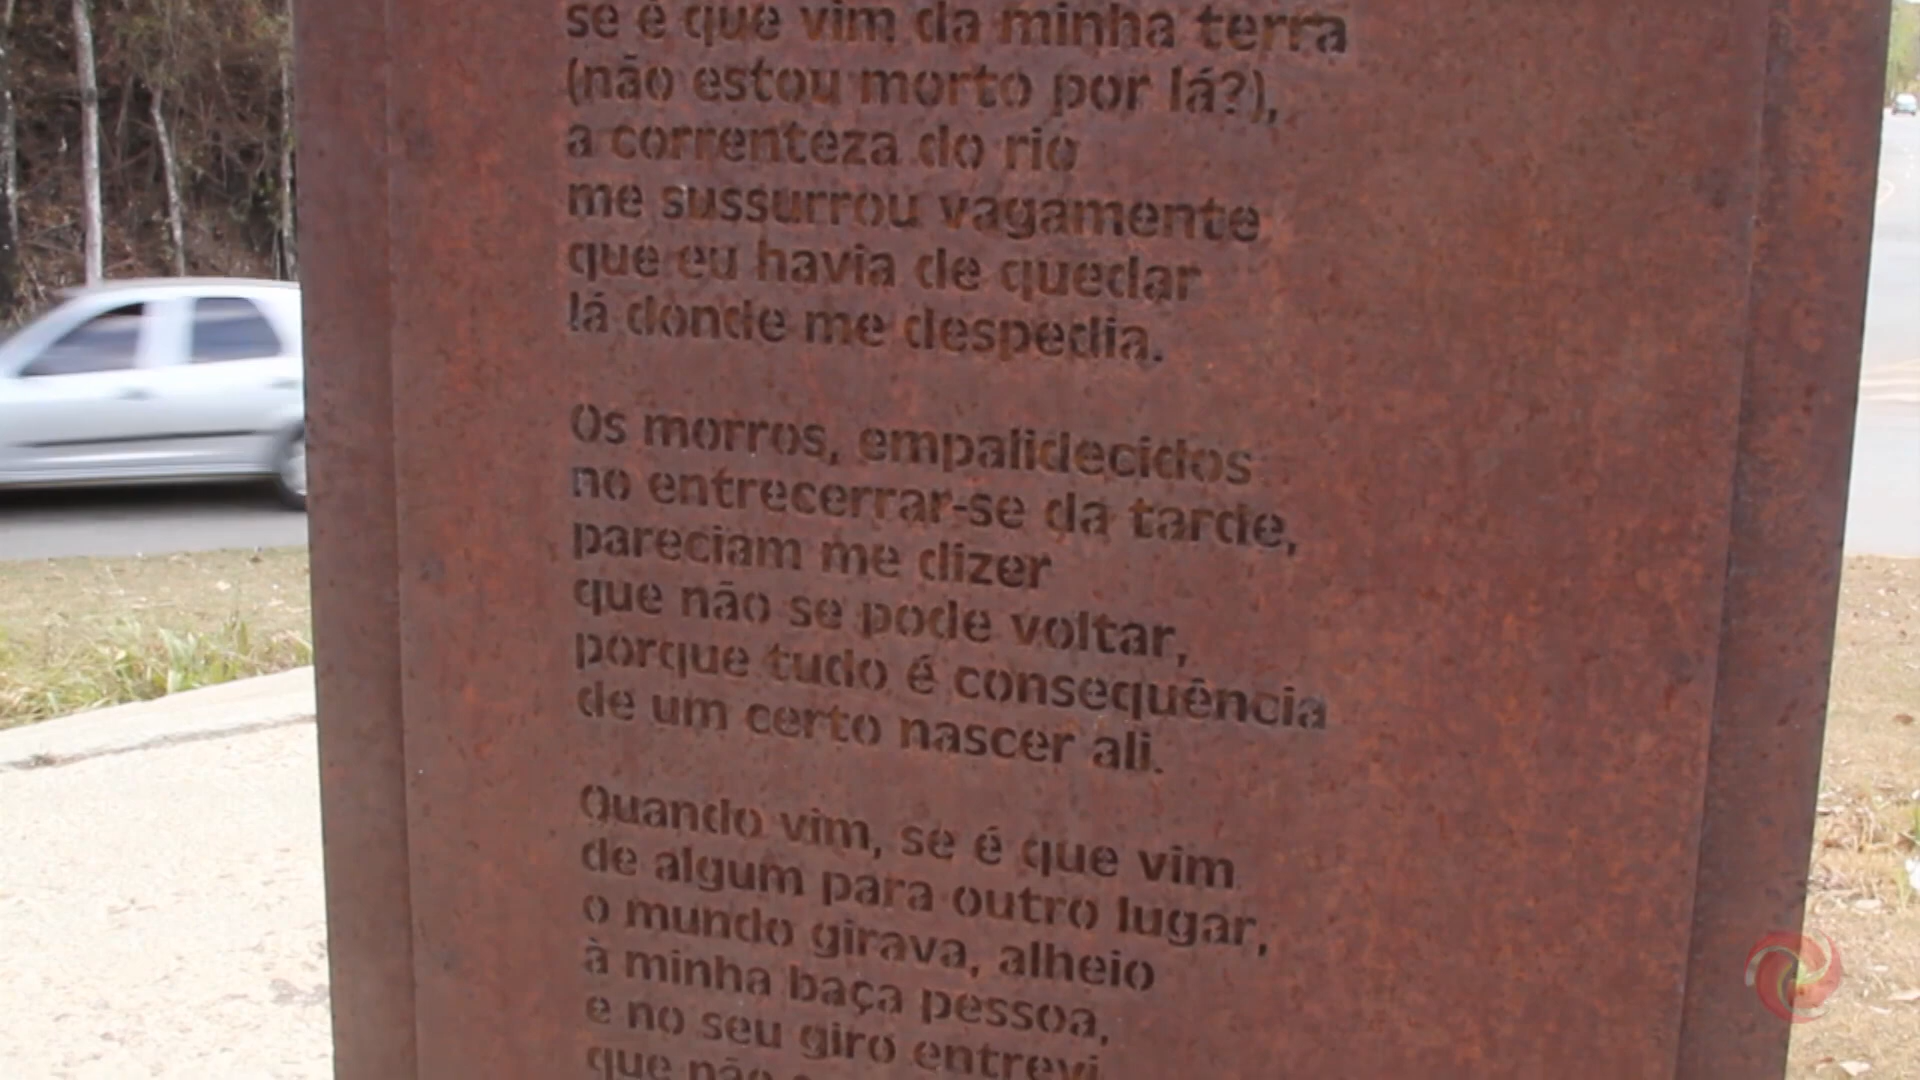 se é que vim da minha terra
(não estou morto por lá?),
a correnteza do rio
me sussurrou vagamente
que eu havia de quedar
lá donde me despedia.
Os morros, empalidecidos
no entrecerrar-se da tarde,
pareciam me dizer
que não se pode voltar,
porque tudo é consequência
de um certo nascer ali.
Quando vim, se é que vim
de algum para outro lugar,
o mundo girava, alheio
à minha baça pessoa,
e no seu giro entrevi
que não